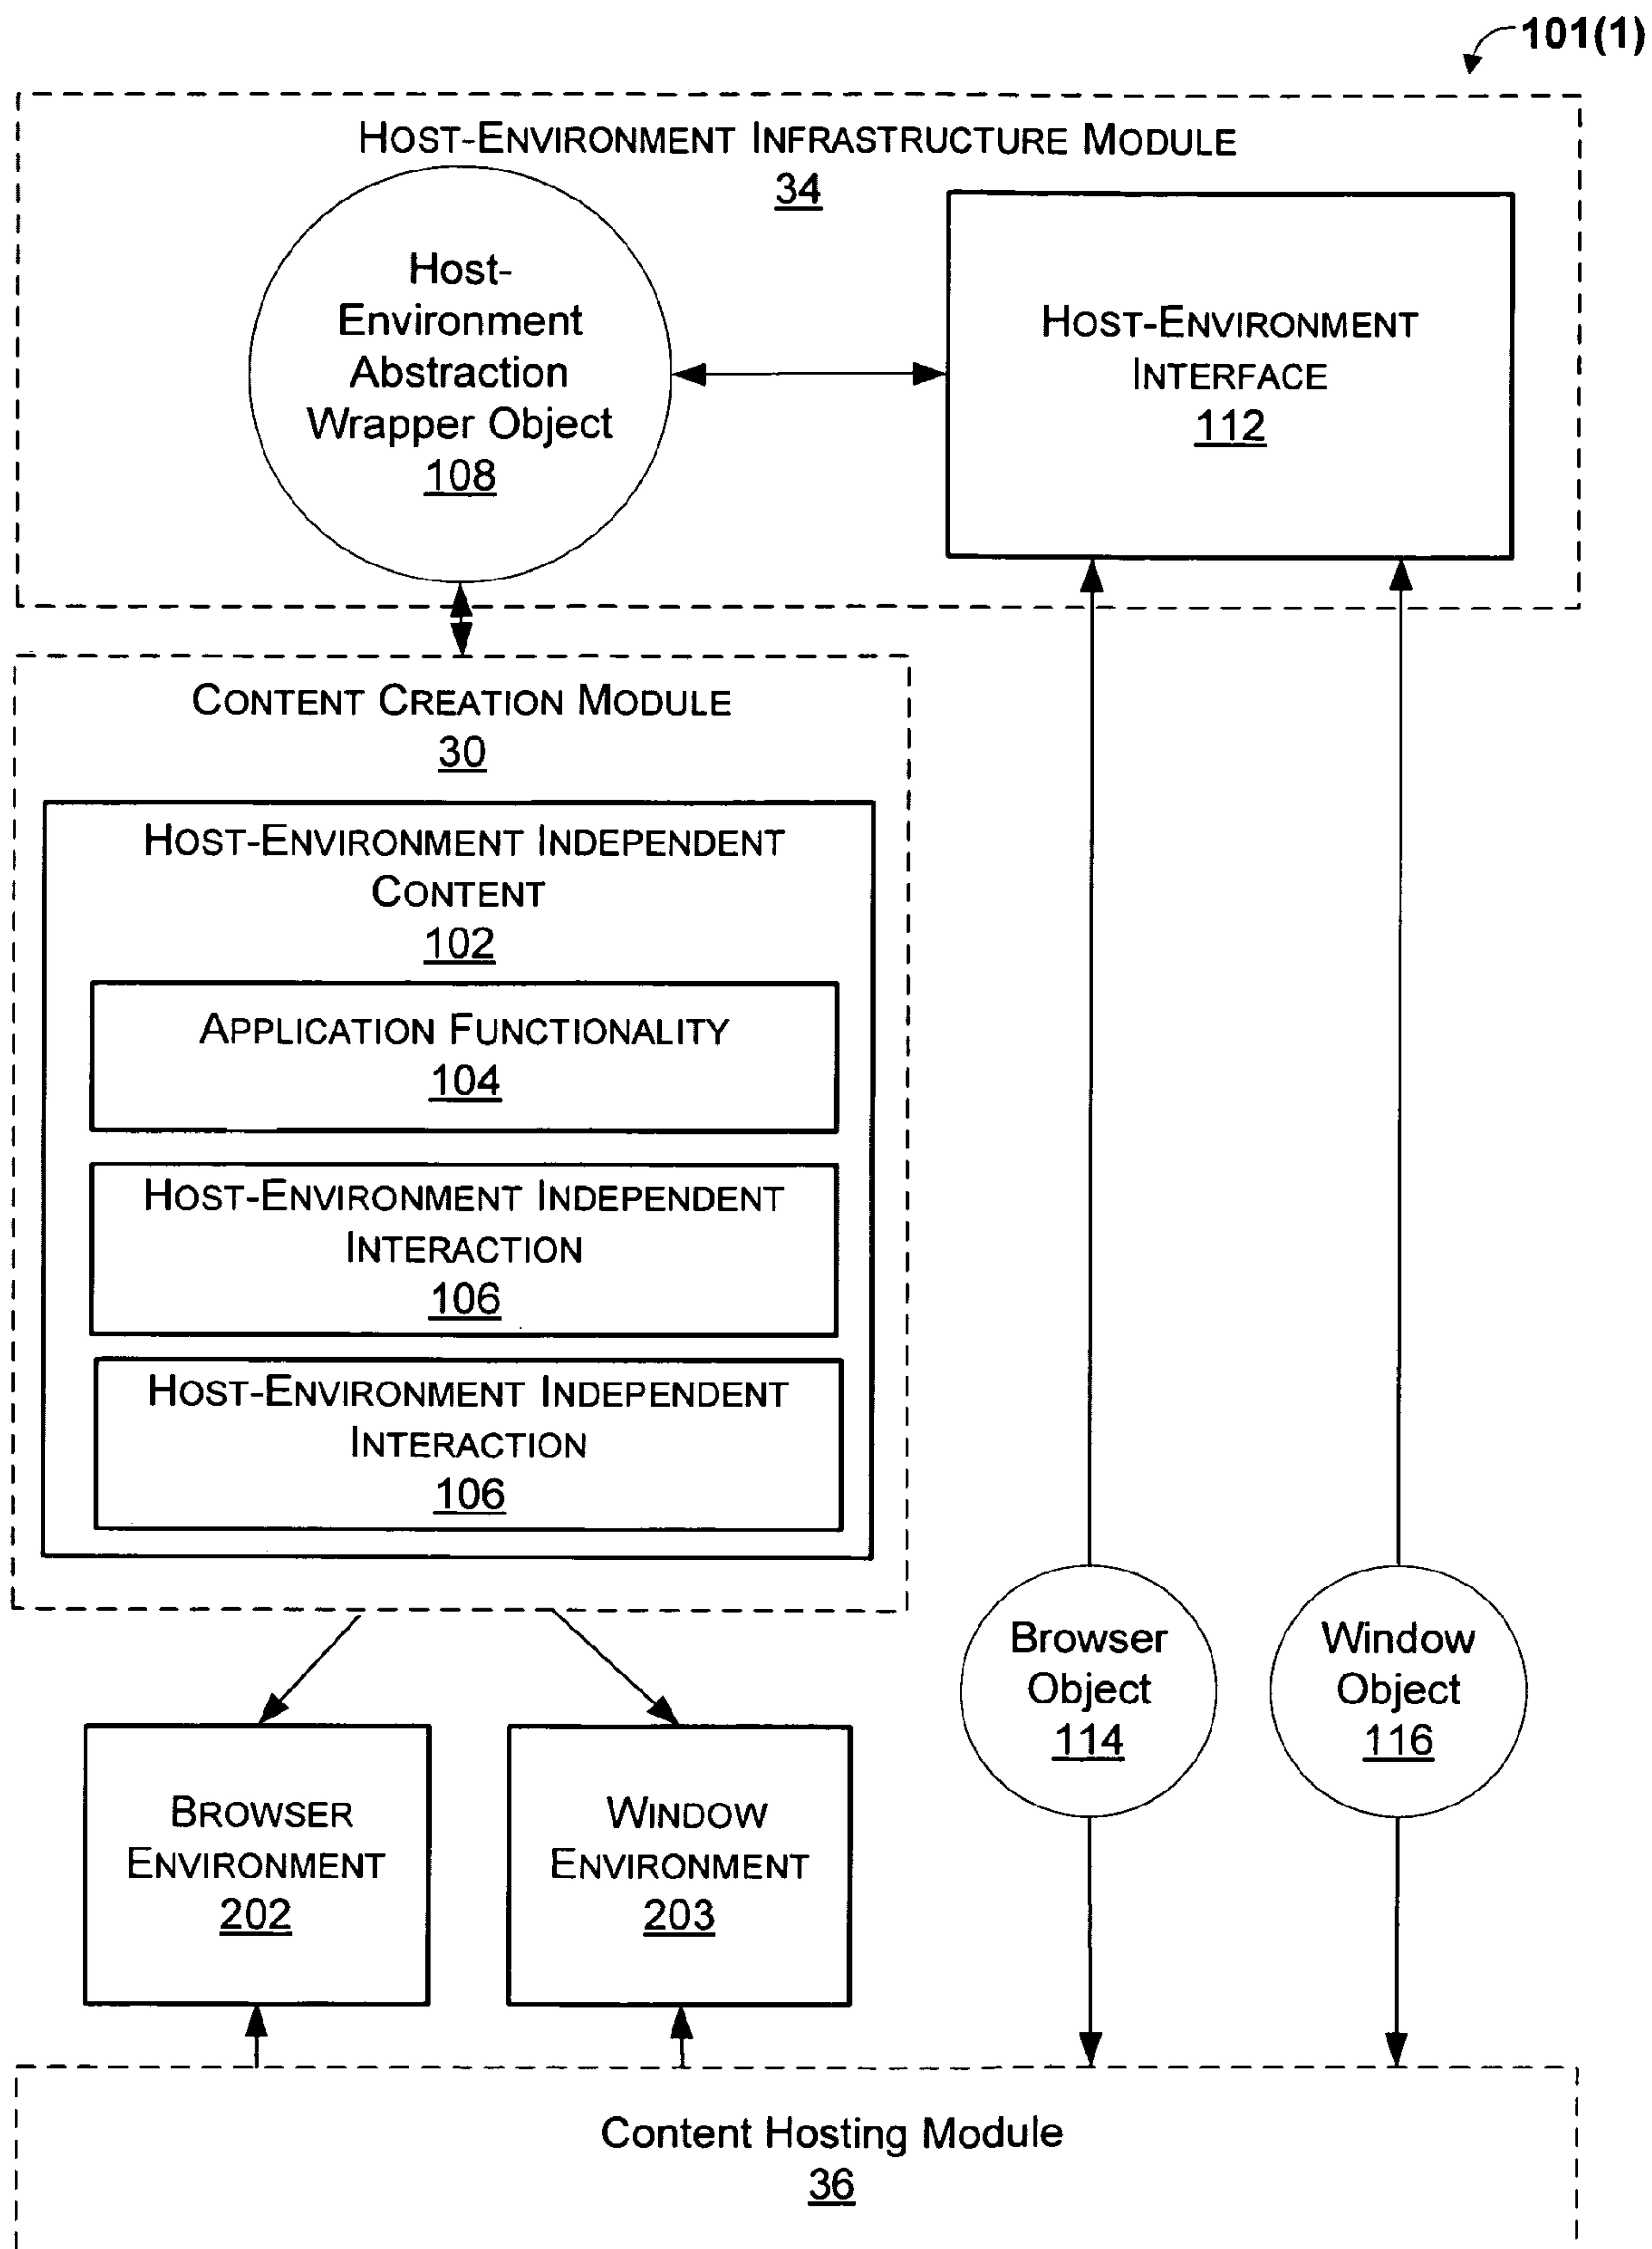 101(1)
HOST-ENVIRONMENT INFRASTRUCTURE MODULE
34
Host-
Environment
Abstraction
Wrapper Object
108
HOST-ENVIRONMENT
INTERFACE
112
CONTENT CREATION MODULE
30
HOST-ENVIRONMENT INDEPENDENT
CONTENT
102
APPLICATION FUNCTIONALITY
104
HOST-ENVIRONMENT INDEPENDENT
INTERACTION
106
HOST-ENVIRONMENT INDEPENDENT
INTERACTION
106
Browser
Object
114
Window
Object
116
BROWSER
ENVIRONMENT
202
WINDOW
ENVIRONMENT
203
Content Hosting Module
36